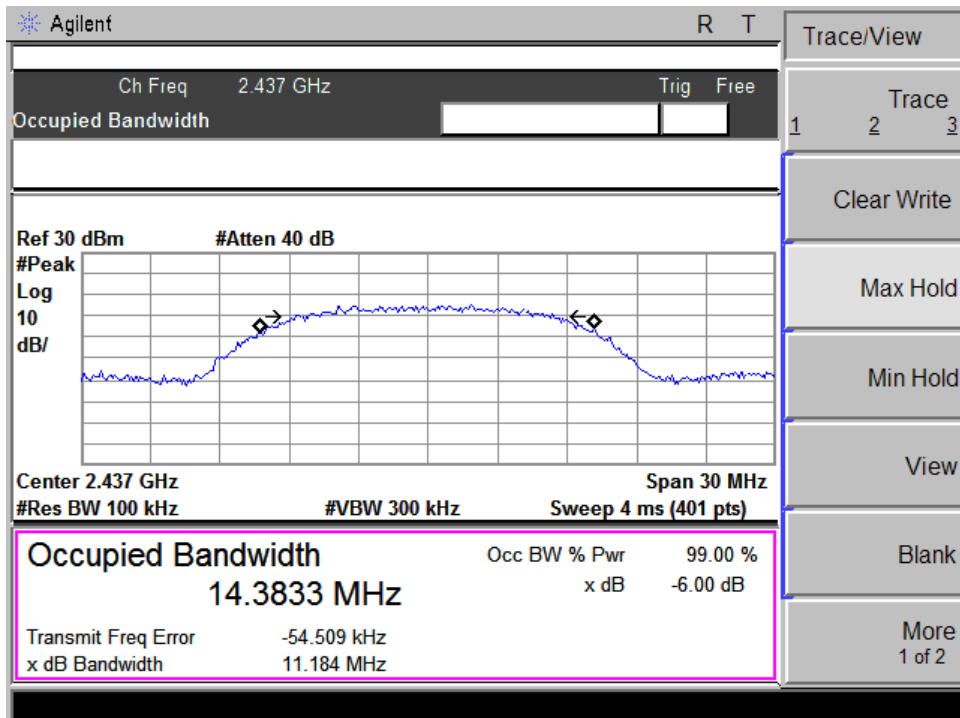 Agilent
R T
Trace/View
Ch Freq 2.437 GHz
Trig Free
Occupied Bandwidth
Trace
1 2 3
Clear Write
Ref 30 dBm #Atten 40 dB
#Peak
Log
10
dB/
Max Hold
Min Hold
View
Center 2.437 GHz Span 30 MHz
#Res BW 100 kHz #VBW 300 kHz Sweep 4 ms (401 pts)
Occupied Bandwidth
14.3833 MHz
Occ BW % Pwr 99.00 %
x dB -6.00 dB
Transmit Freq Error -54.509 kHz
x dB Bandwidth 11.184 MHz
Blank
More
1 of 2